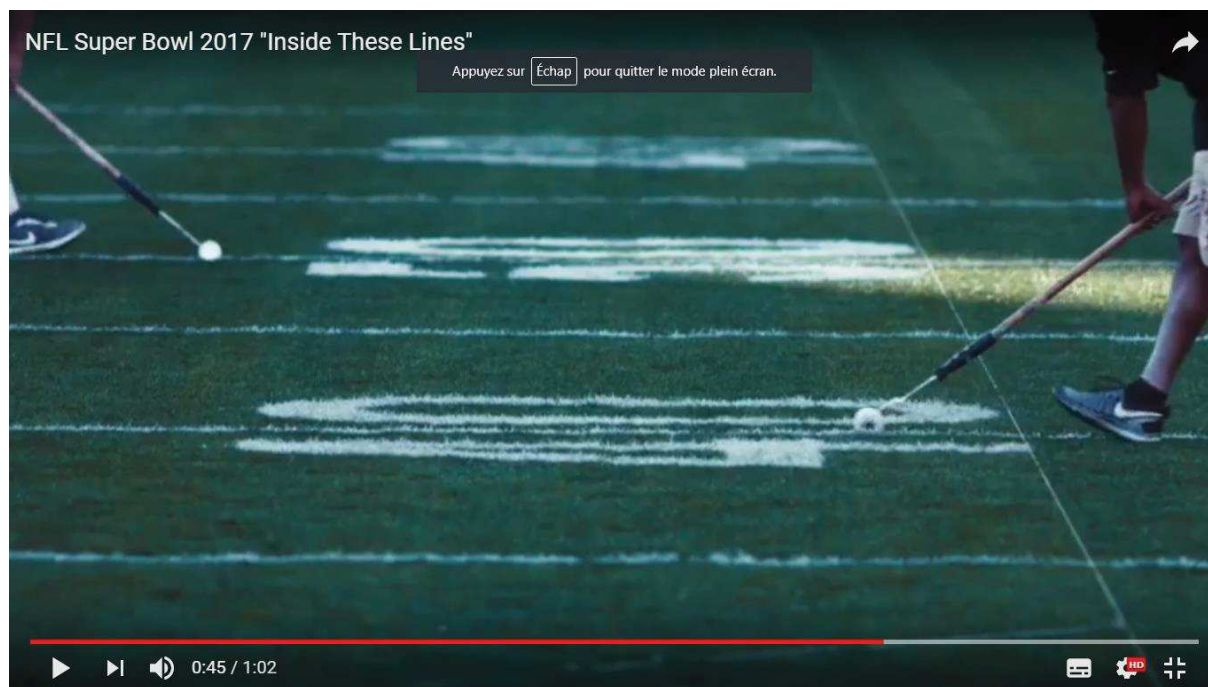 NFL Super Bowl 2017 "Inside These Lines"
Appuyez sur Échap pour quitter le mode plein écran.
0:45 / 1:02
HD